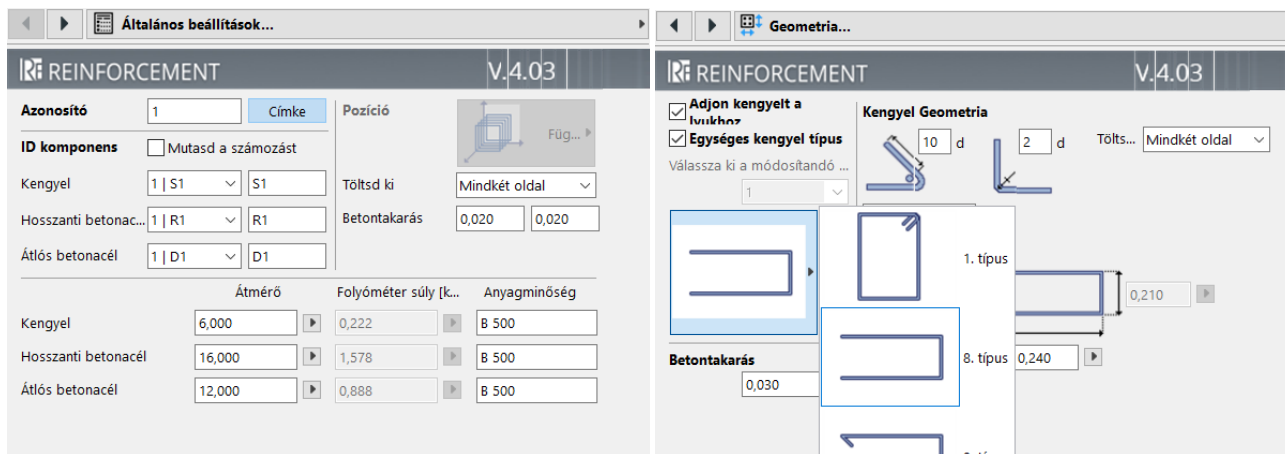 Általános beállítások...
REINFORCEMENT V.4.03
Azonosító 1 Címke Pozíció
Füg...
ID komponens Mutasd a számozást
Kengyel 1 | S1 S1 Töltsd ki Mindkét oldal
Hosszanti betonac... 1 | R1 R1 Betontakarás 0,020 0,020
Átlós betonacél 1 | D1 D1
Átmérő Folyóméter súly [k... Anyagminőség
Kengyel 6,000 0,222 B 500
Hosszanti betonacél 16,000 1,578 B 500
Átlós betonacél 12,000 0,888 B 500
Geometria...
REINFORCEMENT V.4.03
Adjon kengyelt a
lyukhoz
Kengyel Geometria
Egységes kengyel típus 10 d 2 d Tölts... Mindkét oldal
Válassza ki a módosítandó ...
1
1. típus
0,210
8. típus 0,240
Betontakarás
0,030